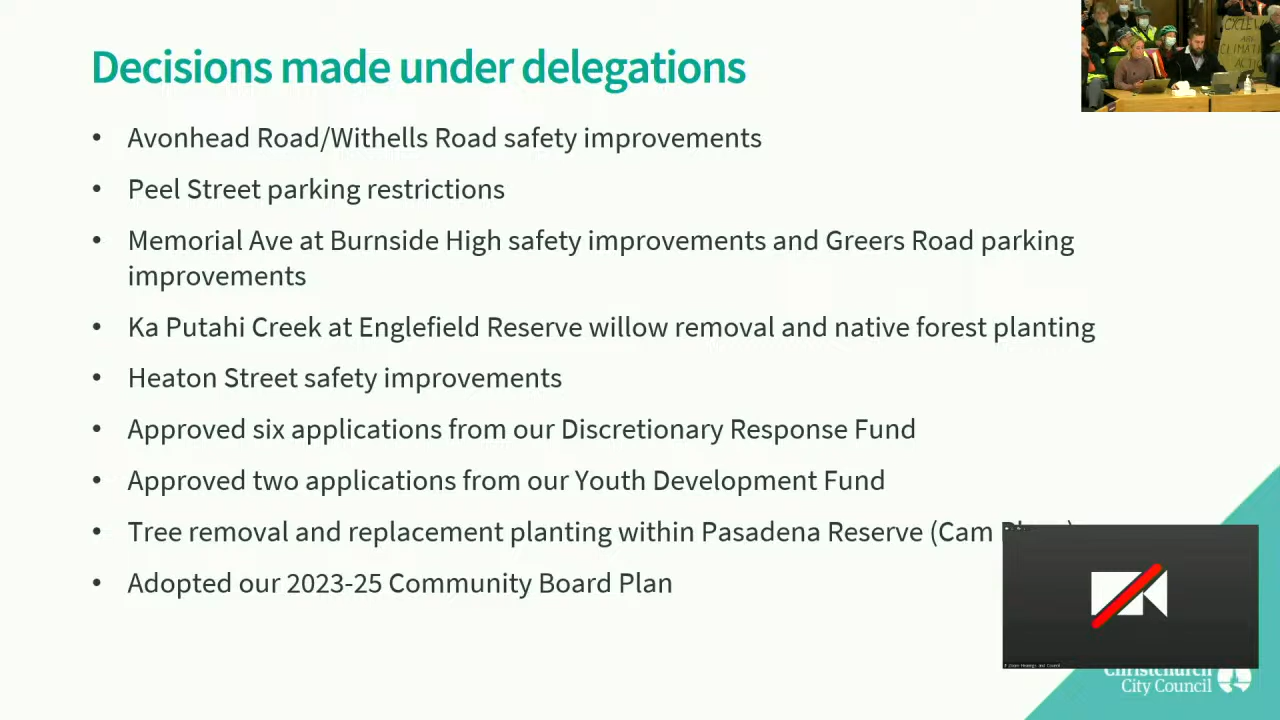 Decisions made under delegations
• Avonhead Road/Withells Road safety improvements
• Peel Street parking restrictions
• Memorial Ave at Burnside High safety improvements and Greers Road parking
improvements
• Ka Putahi Creek at Englefield Reserve willow removal and native forest planting
• Heaton Street safety improvements
• Approved six applications from our Discretionary Response Fund
• Approved two applications from our Youth Development Fund
• Tree removal and replacement planting within Pasadena Reserve (Cam
• Adopted our 2023-25 Community Board Plan
CYCLEW
CLIMATE
ACTIO
Christchurch
City Council